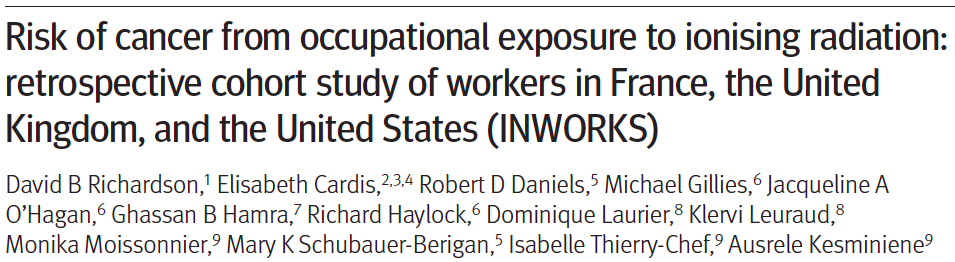 Risk of cancer from occupational exposure to ionising radiation:
retrospective cohort study of workers in France, the United
Kingdom, and the United States (INWORKS)
David B Richardson,1 Elisabeth Cardis,2,3,4 Robert D Daniels,5 Michael Gillies,6 Jacqueline A
O’Hagan,6 Ghassan B Hamra,7 Richard Haylock,6 Dominique Laurier,8 Klervi Leuraud,8
Monika Moissonnier,9 Mary K Schubauer-Berigan,5 Isabelle Thierry-Chef,9 Ausrele Kesminiene9